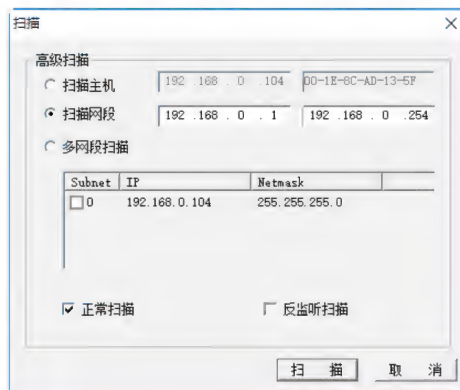 扫描
高级扫描
扫描主机 192 .168 . 0 .104 00-1E-8C-AD-13-5F
扫描网段 192 .168 . 0 . 1 192 .168 . 0 .254
多网段扫描
Subnet IP Netmask
0 192.168.0.104 255.255.255.0
正常扫描 反监听扫描
扫 描 取 消